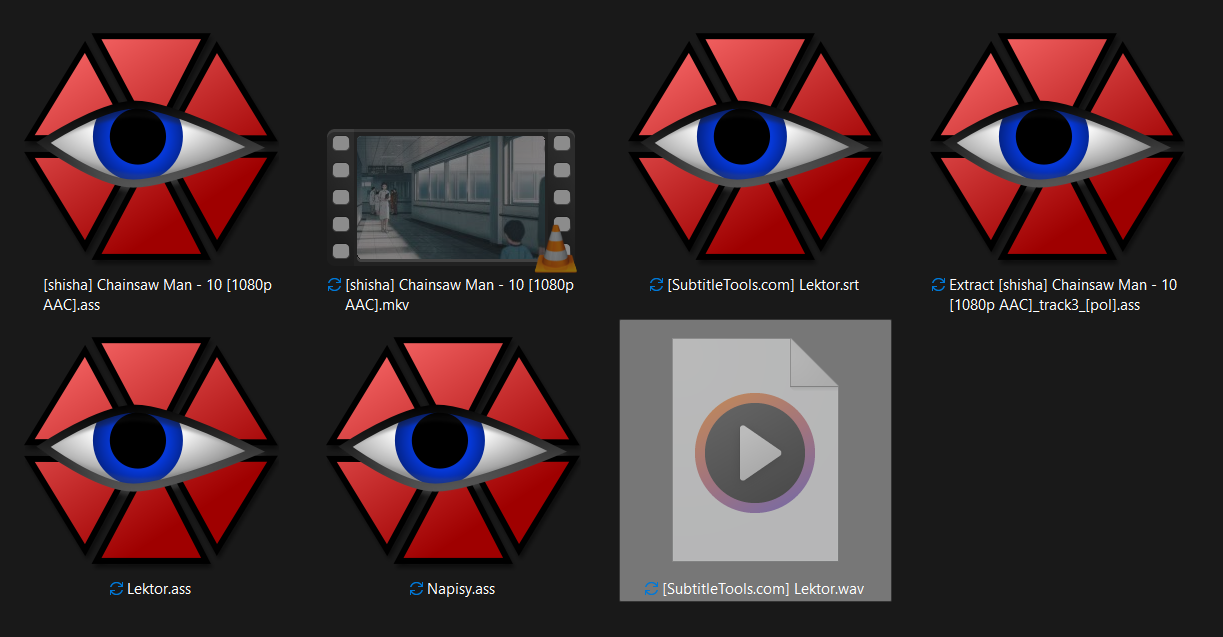 [shisha] Chainsaw Man - 10 [1080p
AAC].ass
[shisha] Chainsaw Man - 10 [1080p
AAC].mkv
[SubtitleTools.com] Lektor.srt
Extract [shisha] Chainsaw Man - 10
[1080p AAC]_track3_[pol].ass
Lektor.ass
Napisy.ass
[SubtitleTools.com] Lektor.wav